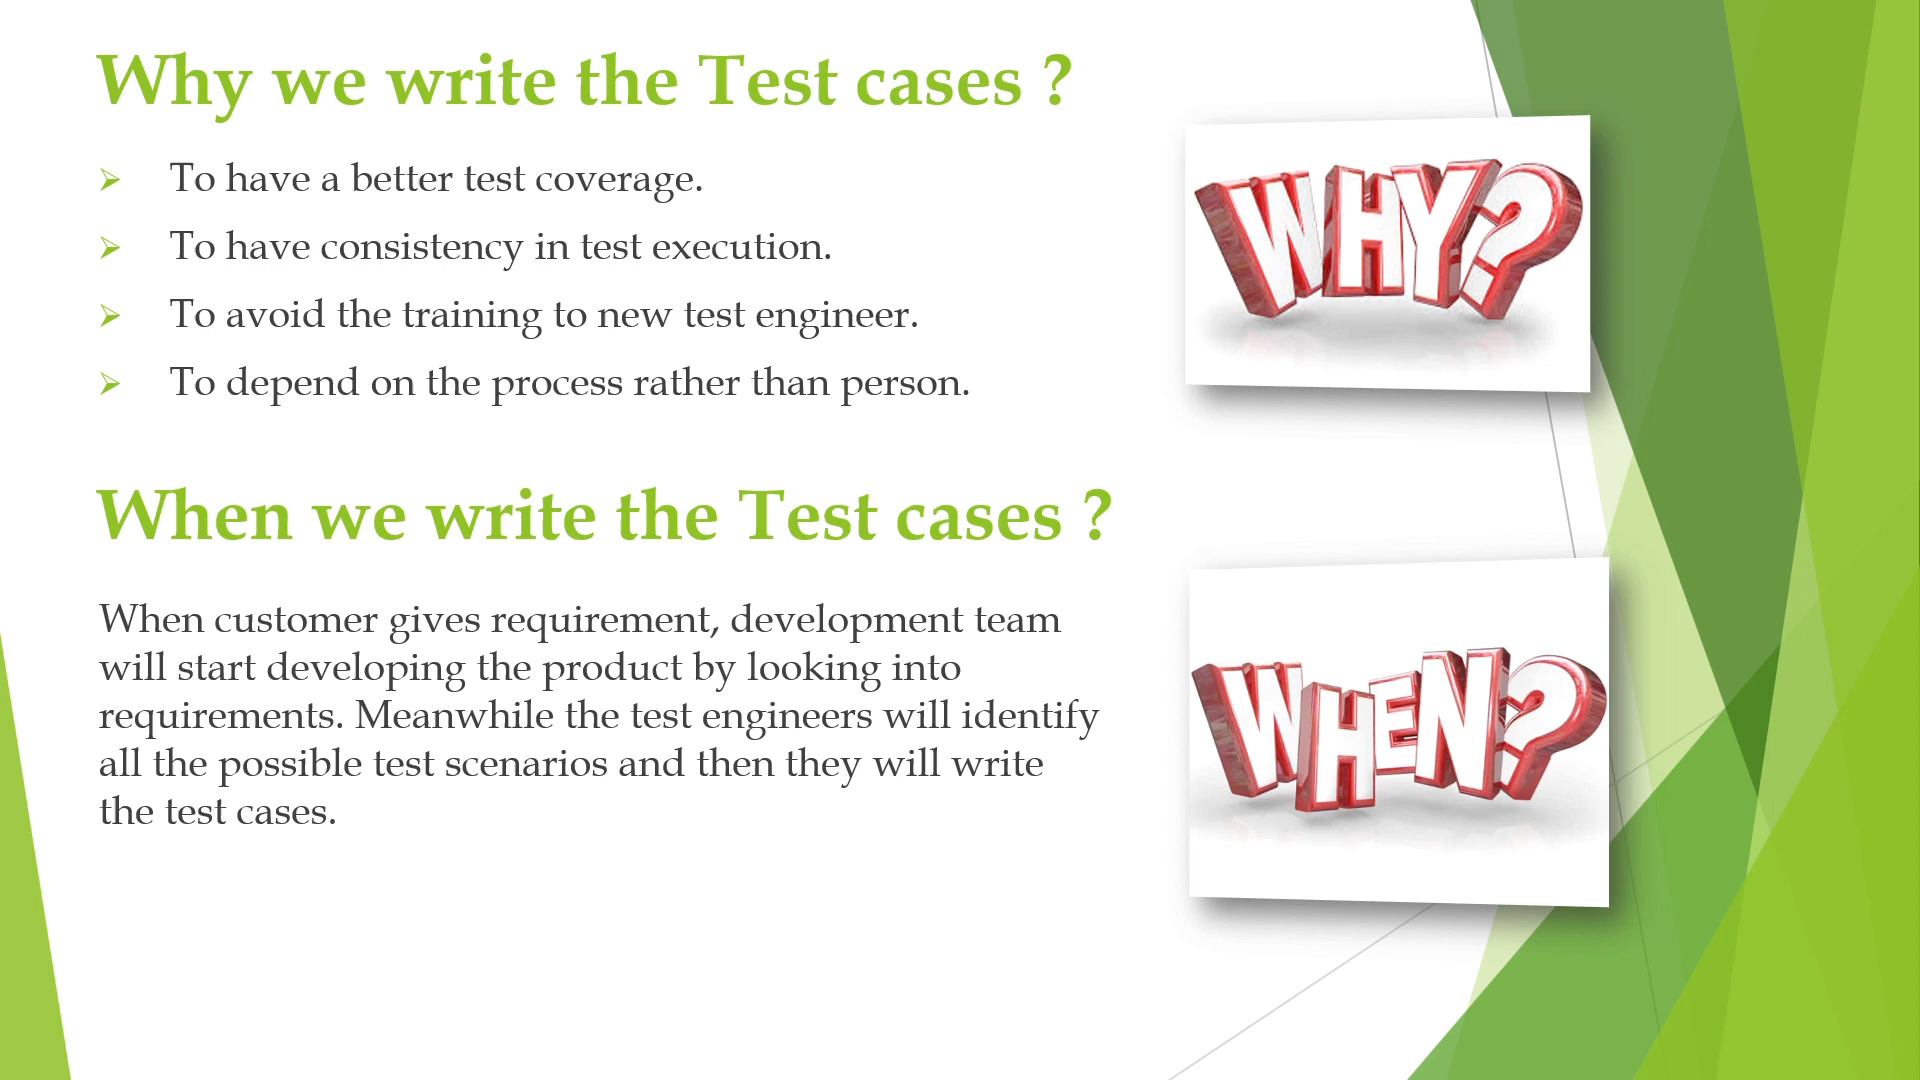 Why we write the Test cases ?
➢ To have a better test coverage.
➢ To have consistency in test execution.
➢ To avoid the training to new test engineer.
➢ To depend on the process rather than person.
WHY?
When we write the Test cases ?
When customer gives requirement, development team
will start developing the product by looking into
requirements. Meanwhile the test engineers will identify
all the possible test scenarios and then they will write
the test cases.
WHEN?